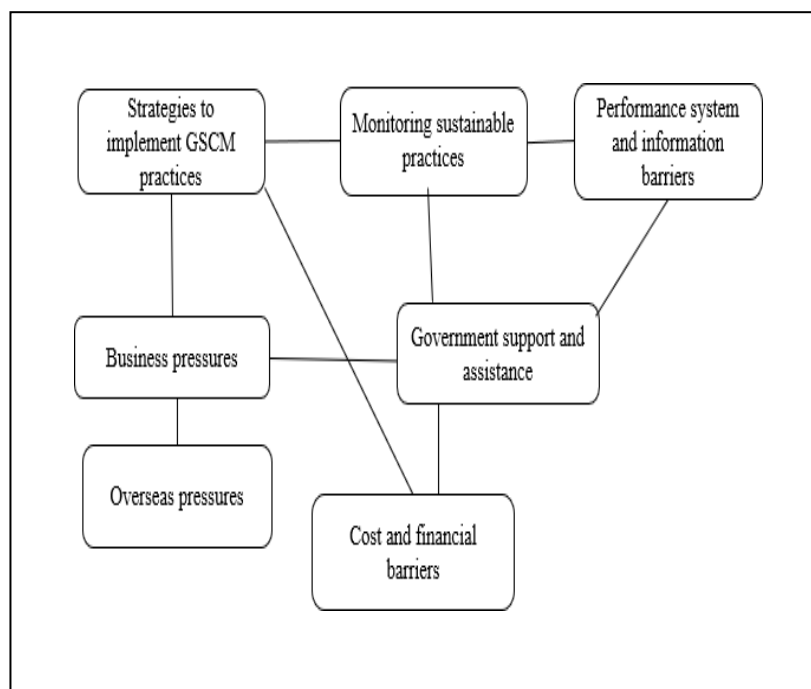 Strategies to
implement GSCM
practices
Monitoring sustainable
practices
Performance system
and information
barriers
Business pressures
Government support and
assistance
Overseas pressures
Cost and financial
barriers